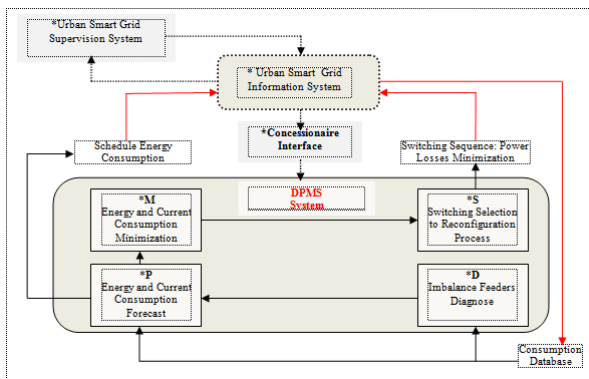 *Urban Smart Grid
Supervision System
* Urban Smart Grid
Information System
Schedule Energy
Consumption
*Concessionaire
Interface
Switching Sequence: Power
Losses Minimization
DPMS
System
*M
Energy and Current
Consumption
Minimization
*S
Switching Selection
to Reconfiguration
Process
*P
Energy and Current
Consumption
Forecast
*D
Imbalance Feeders
Diagnose
Consumption
Database